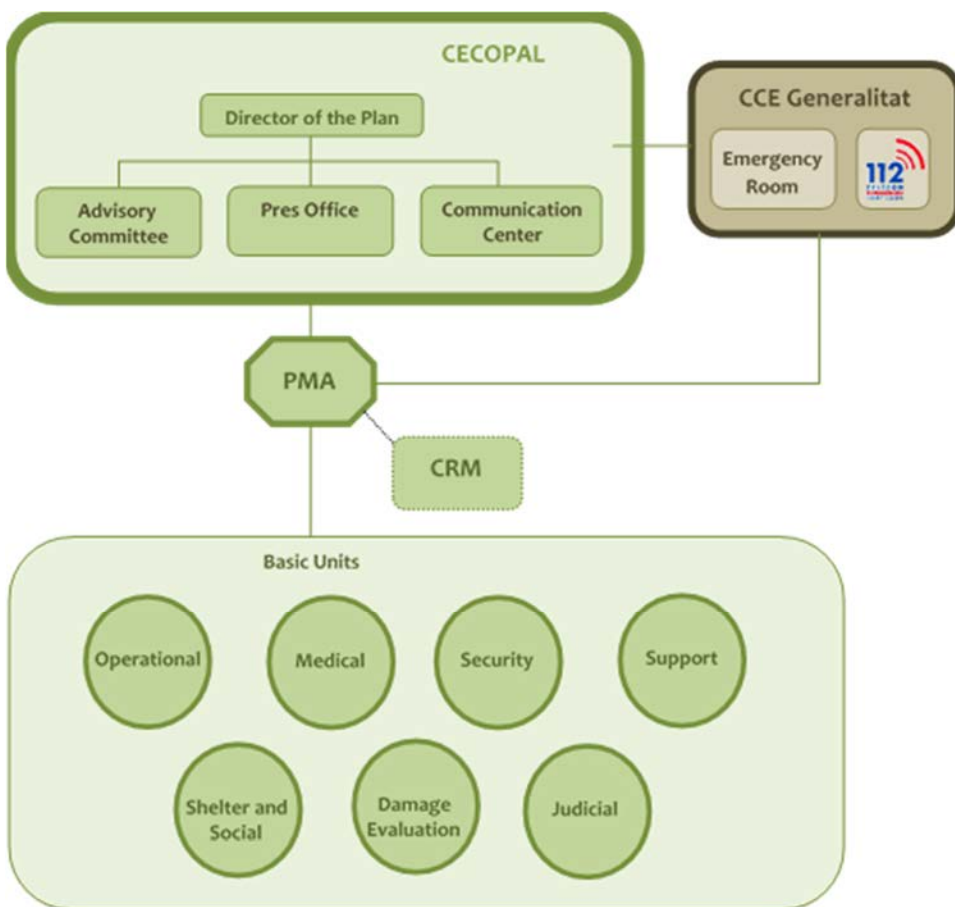 CECOPAL
Director of the Plan
Advisory
Committee
Pres Office
Communication
Center
CCE Generalitat
Emergency
Room
112
PMA
CRM
Basic Units
Operational
Medical
Security
Support
Shelter and
Social
Damage
Evaluation
Judicial